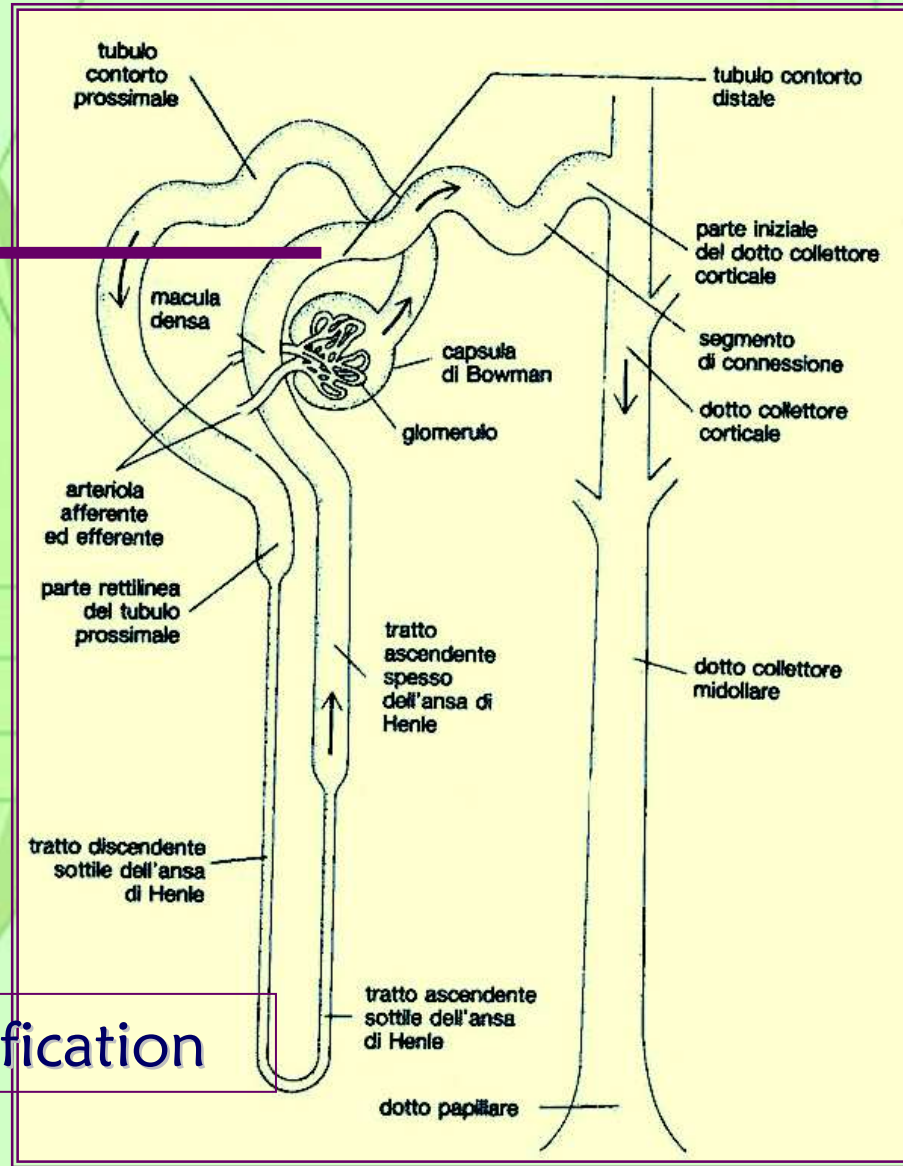 tubulo
contorto
prossimale
tubulo contorto
distale
parte iniziale
del dotto collettore
corticale
macula
densa
capsula
di Bowman
segmento
di connessione
glomerulo
dotto collettore
corticale
arteriola
afferente
ed efferente
parte rettilinea
del tubulo
prossimale
tratto
ascendente
spesso
dell'ansa di
Henle
dotto collettore
midollare
tratto discendente
sottile dell'ansa
di Henle
tratto ascendente
sottile dell'ansa
di Henle
fication
dotto papillare